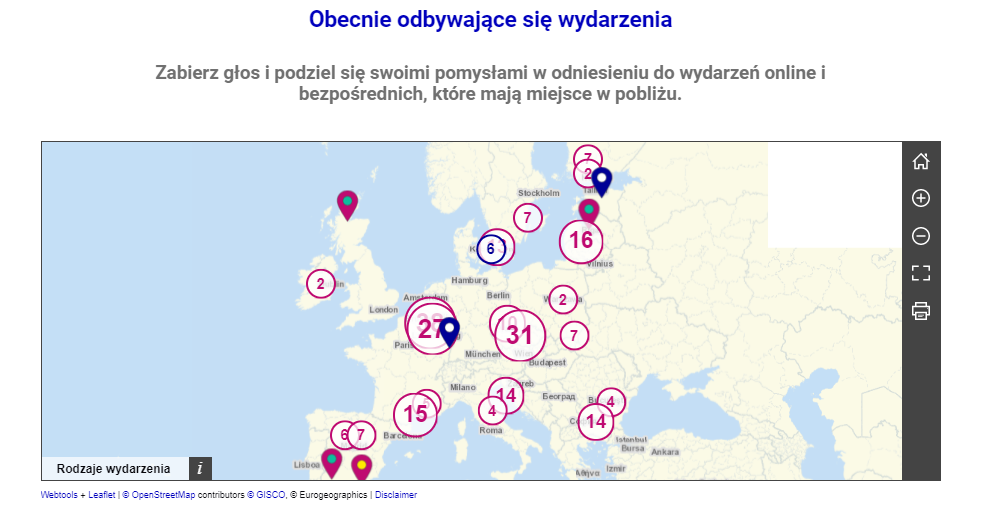 Obecnie odbywające się wydarzenia
Zabierz głos i podziel się swoimi pomysłami w odniesieniu do wydarzeń online i
bezpośrednich, które mają miejsce w pobliżu.
7
2
Stockholm
7
16
6
Vilnius
2
Hamburg
Amsterdam
Berlin
2
London
27
31
7
Paris
München
Budapest
Milano
14
15
4
Београд
4
14
Roma
6 7
Barcelona
Istanbul
Bursa
Ankara
Lisboa
Izmir
Αθήνα
Rodzaje wydarzenia i
Webtools + Leaflet | © OpenStreetMap contributors © GISCO, © Eurogeographics | Disclaimer